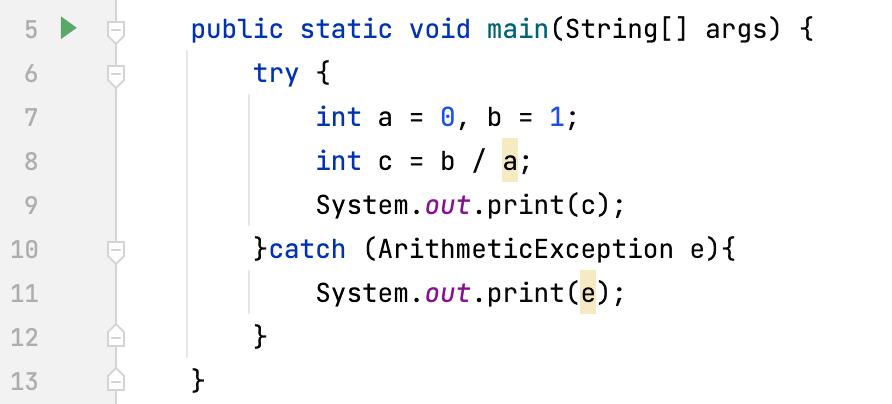 5 public static void main(String[] args) {
6 try {
7 int a = 0, b = 1;
8 int c = b / a;
9 System.out.print(c);
10 }catch (ArithmeticException e){
11 System.out.print(e);
12 }
13 }